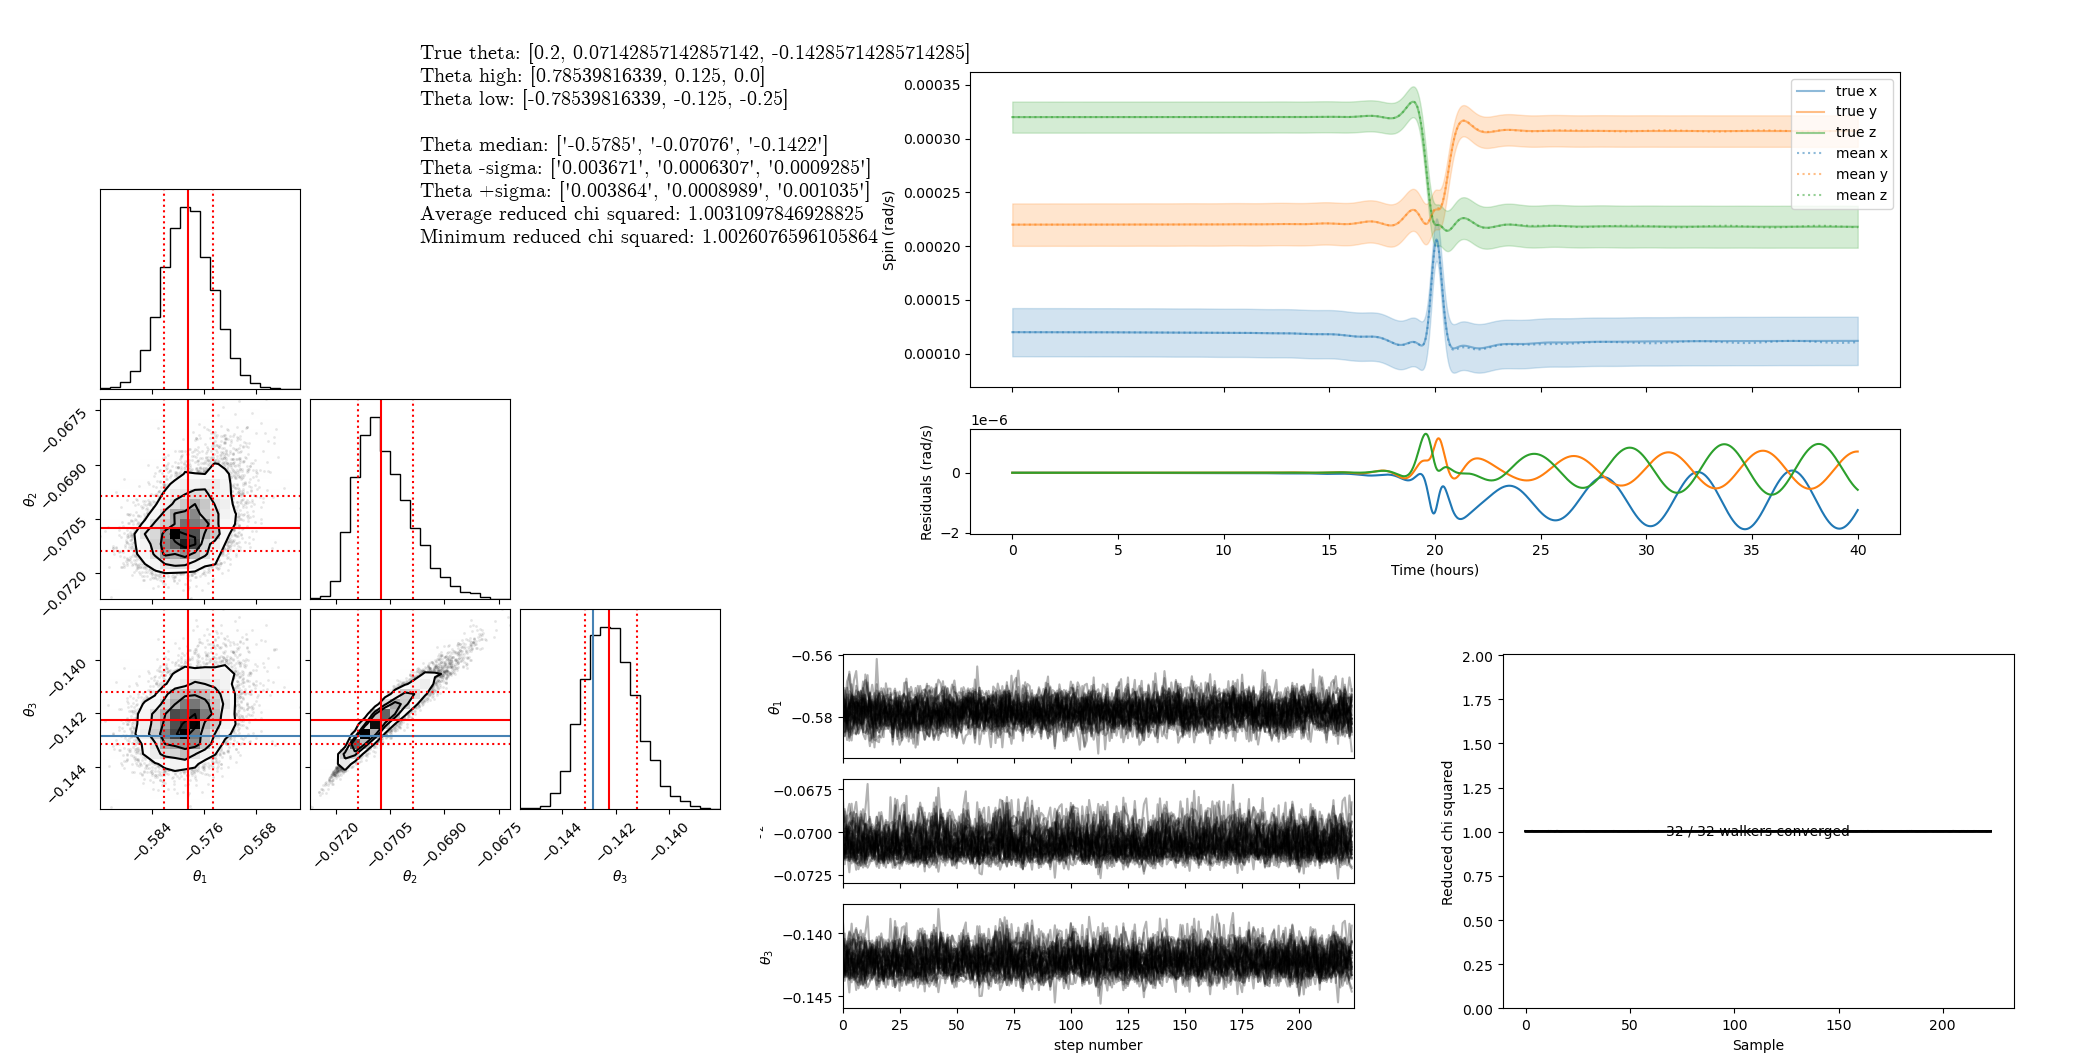 True theta: [0.2, 0.07142857142857142, -0.14285714285714285]
Theta high: [0.78539816339, 0.125, 0.0]
Theta low: [-0.78539816339, -0.125, -0.25]
Theta median: ['-0.5785', '-0.07076', '-0.1422']
Theta -sigma: ['0.003671', '0.0006307', '0.0009285']
Theta +sigma: ['0.003864', '0.0008989', '0.001035']
Average reduced chi squared: 1.0031097846928825
Minimum reduced chi squared: 1.0026076596105864
−0.0675
−0.0690
−0.0705
−0.0720
θ2
−0.140
−0.142
−0.144
θ3
−0.584
−0.576
−0.568
θ1
−0.0720
−0.0705
−0.0690
−0.0675
θ2
−0.144
−0.142
−0.140
θ3
0.00035
0.00030
0.00025
0.00020
0.00015
0.00010
Spin (rad/s)
true x
true y
true z
mean x
mean y
mean z
1e−6
0
−2
Residuals (rad/s)
0
5
10
15
20
25
30
35
40
Time (hours)
−0.56
−0.58
θ1
−0.0675
−0.0700
−0.0725
−0.140
−0.145
θ3
0
25
50
75
100
125
150
175
200
step number
2.00
1.75
1.50
1.25
1.00
0.75
0.50
0.25
0.00
Reduced chi squared
32 / 32 walkers converged
0
50
100
150
200
Sample